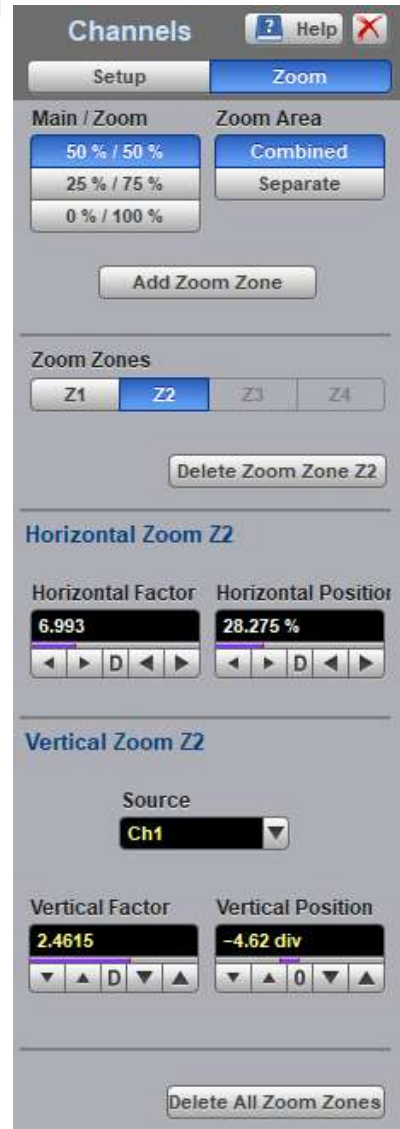 Channels
? Help
Setup Zoom
Main / Zoom Zoom Area
50 % / 50 % Combined
25 % / 75 % Separate
0 % / 100 %
Add Zoom Zone
Zoom Zones
Z1 Z2 Z3 Z4
Delete Zoom Zone Z2
Horizontal Zoom Z2
Horizontal Factor Horizontal Position
6.993 28.275 %
D D
Vertical Zoom Z2
Source
Ch1
Vertical Factor Vertical Position
2.4615 −4.62 div
D 0
Delete All Zoom Zones